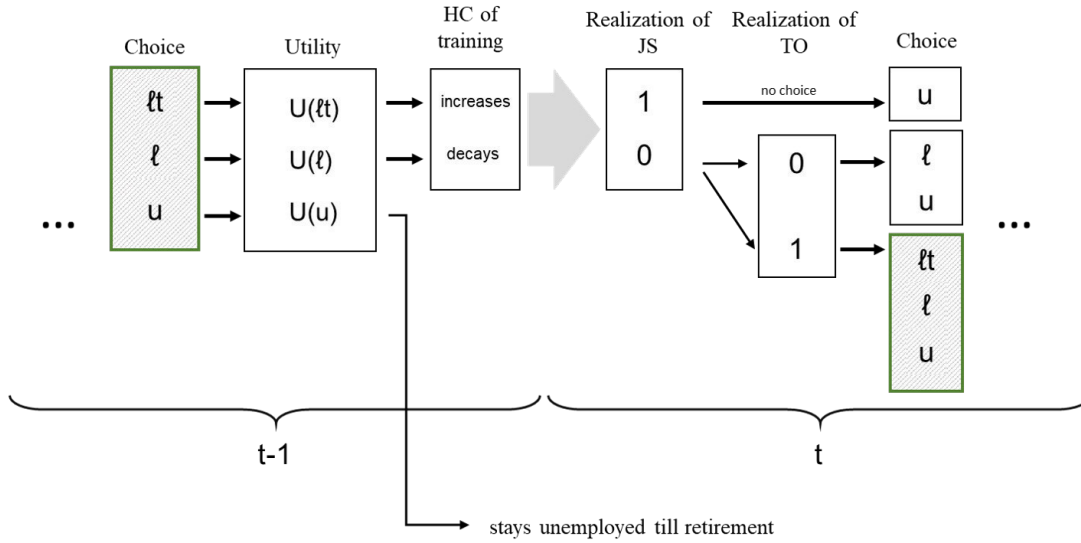 Choice
Utility
HC of
training
Realization of
JS
Realization of
TO
Choice
ℓt
ℓ
u
U(ℓt)
U(ℓ)
U(u)
increases
decays
1
0
no choice
0
1
u
ℓ
u
ℓt
ℓ
u
...
...
t-1
t
stays unemployed till retirement